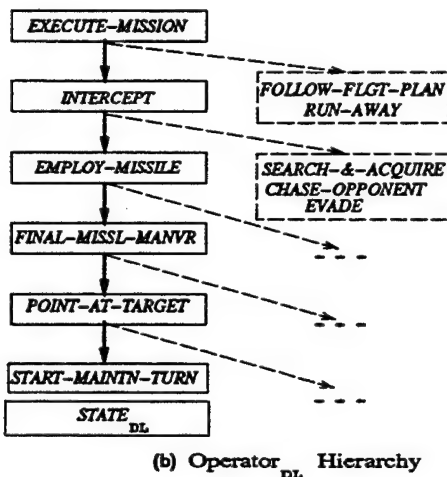 EXECUTE-MISSION
FOLLOW-FLGT-PLAN
RUN-AWAY
INTERCEPT
SEARCH-&-ACQUIRE
CHASE-OPPONENT
EVADE
EMPLOY-MISSILE
FINAL-MISSL-MANVR
- - -
POINT-AT-TARGET
- - -
START-MAINTN-TURN
- - -
STATE DL
(b) Operator DL Hierarchy